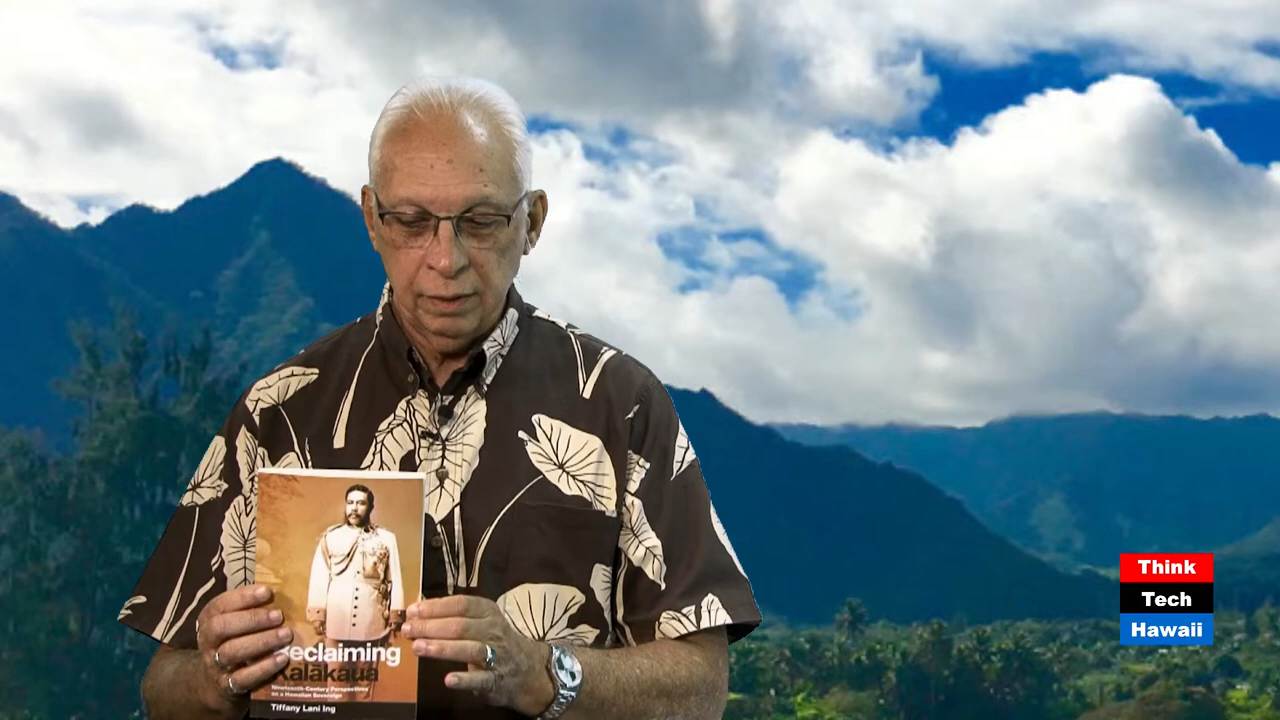 Reclaiming
Kalākaua
Nineteenth-Century Perspectives
on a Hawaiian Sovereign
Tiffany Lani Ing
Think
Tech
Hawaii